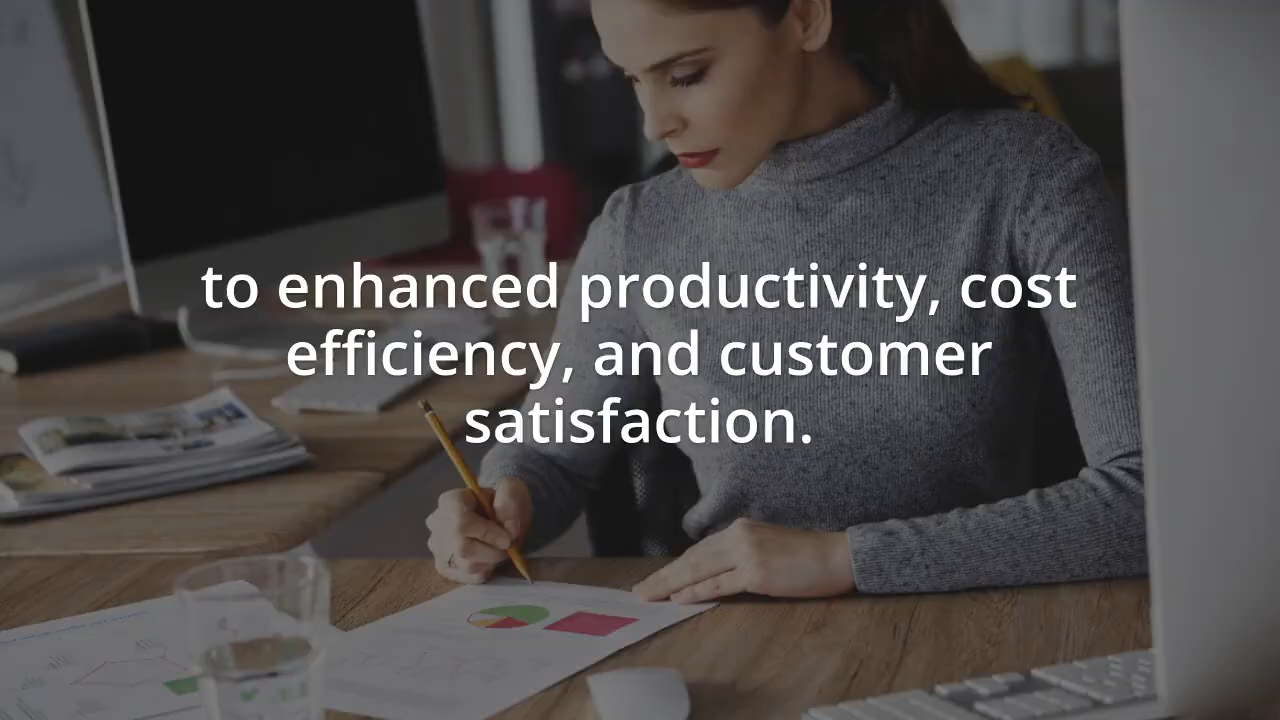 to enhanced productivity, cost
efficiency, and customer
satisfaction.